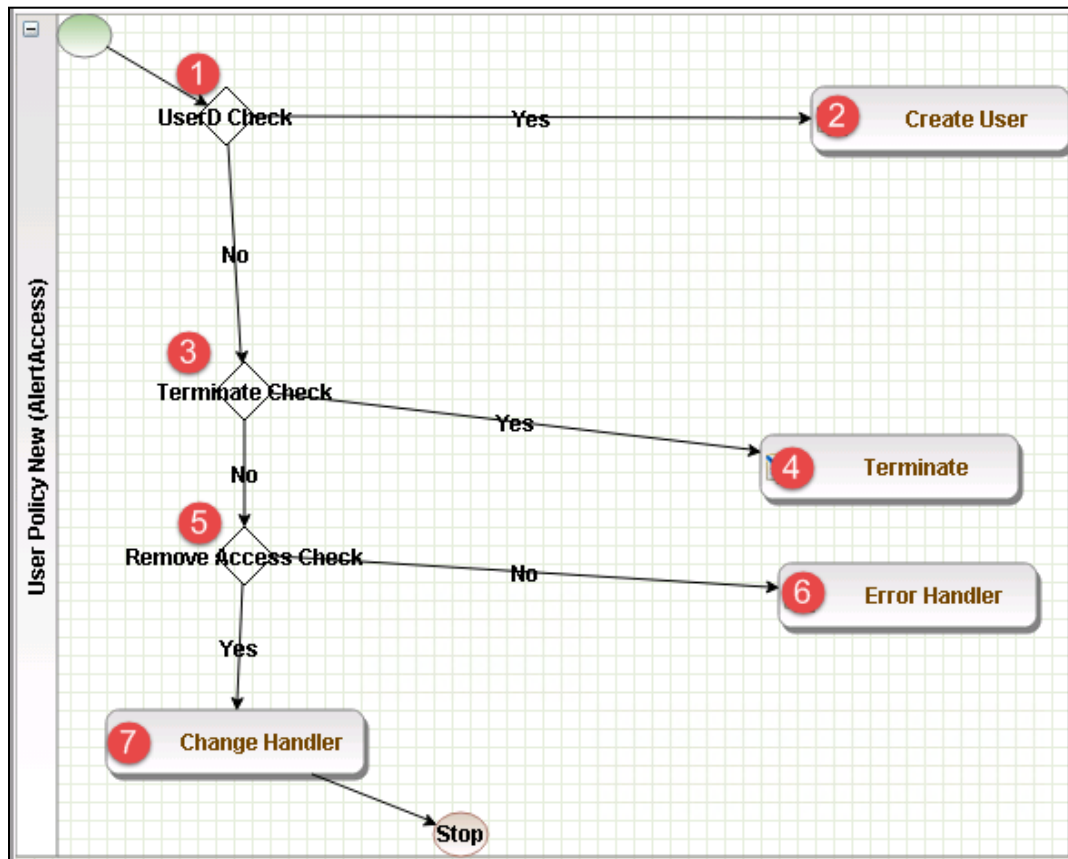 User Policy New (AlertAccess)
1
UserD Check
Yes
2
Create User
No
3
Terminate Check
Yes
4
Terminate
No
5
Remove Access Check
No
6
Error Handler
Yes
7
Change Handler
Stop